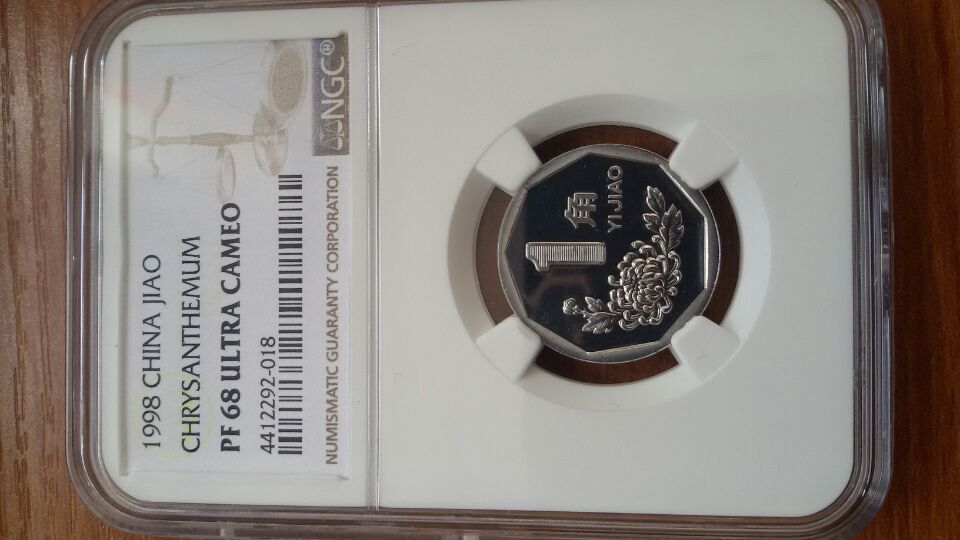 NGC®
1998 CHINA JIAO
CHRYSANTHEMUM
PF 68 ULTRA CAMEO
4412292-018
NUMISMATIC GUARANTY CORPORATION
1 角
YI JIAO